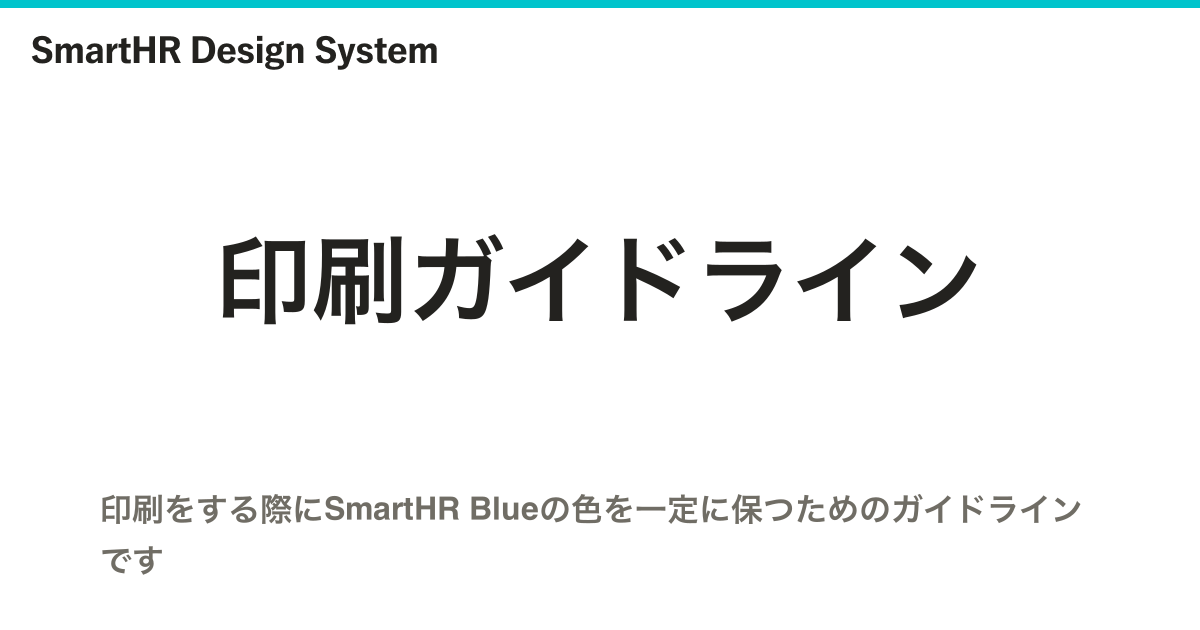 SmartHR Design System
印刷ガイドライン
印刷をする際にSmartHR Blueの色を一定に保つためのガイドライン
です